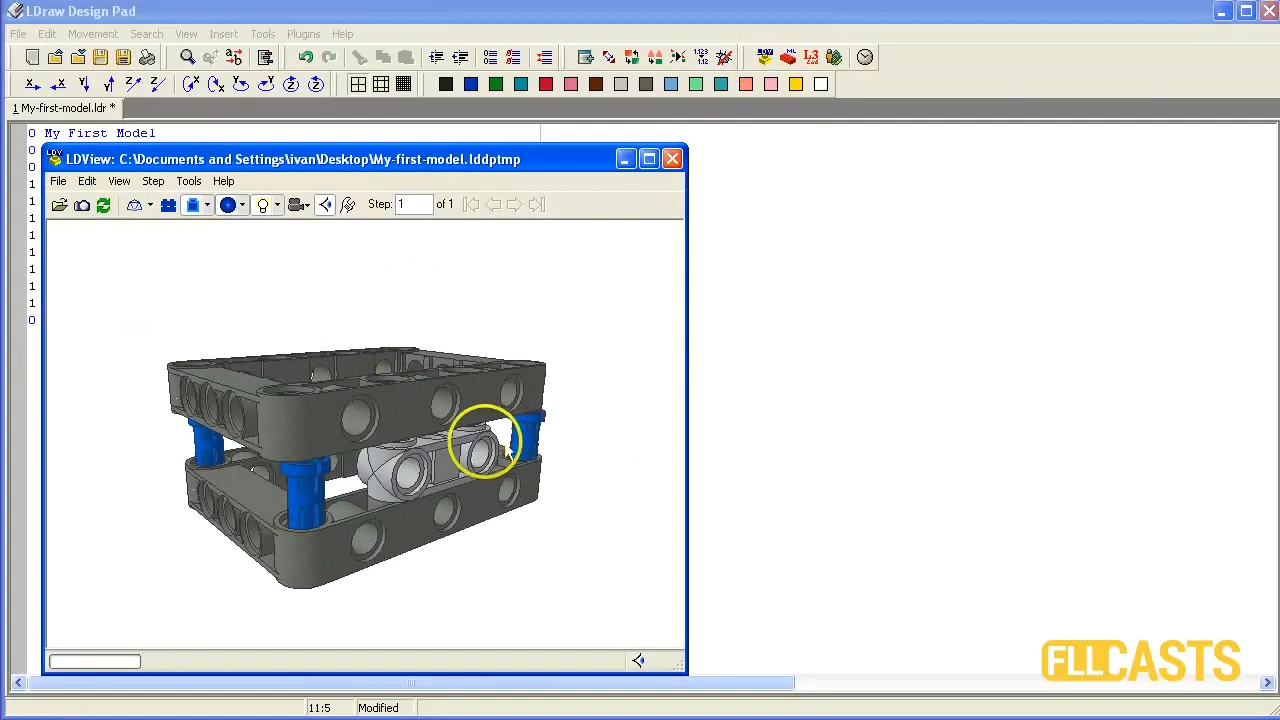 LDraw Design Pad
File Edit Movement Search View Insert Tools Plugins Help
1 My-first-model.ldr *
0 My First Model
0
0
1
1
1
1
1
1
1
1
0
LDView: C:\Documents and Settings\ivan\Desktop\My-first-model.lddptmp
File Edit View Step Tools Help
Step: 1 of 1
FLLCASTS
11:5 Modified